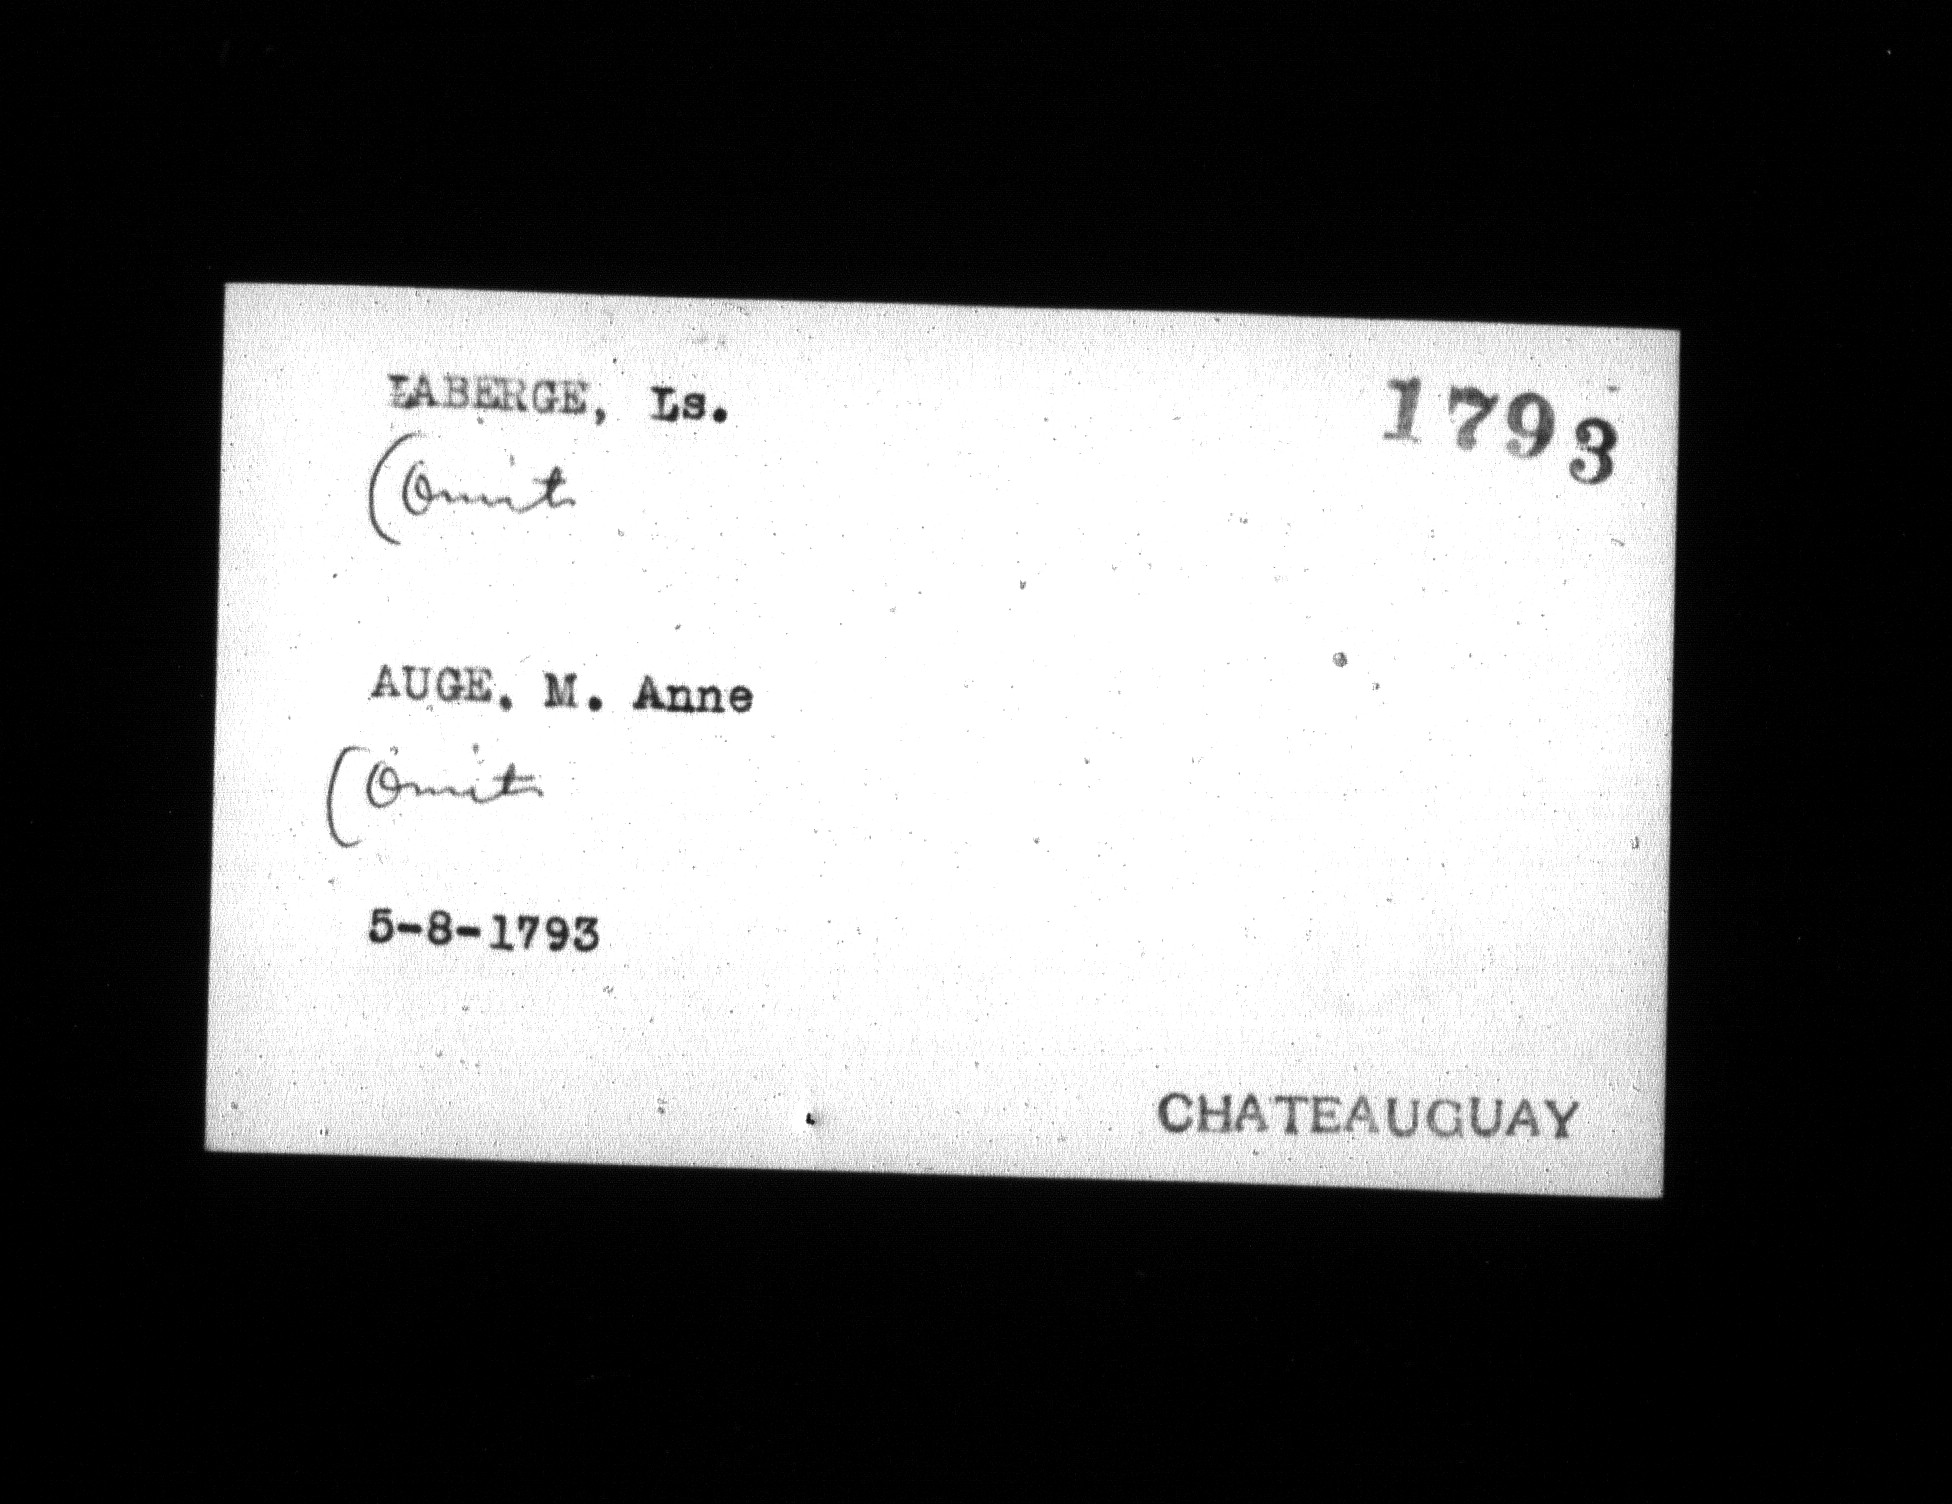 LABERGE, Ls.
1793
(Omit
AUGE, M. Anne
(Omit
5-8-1793
CHATEAUGUAY